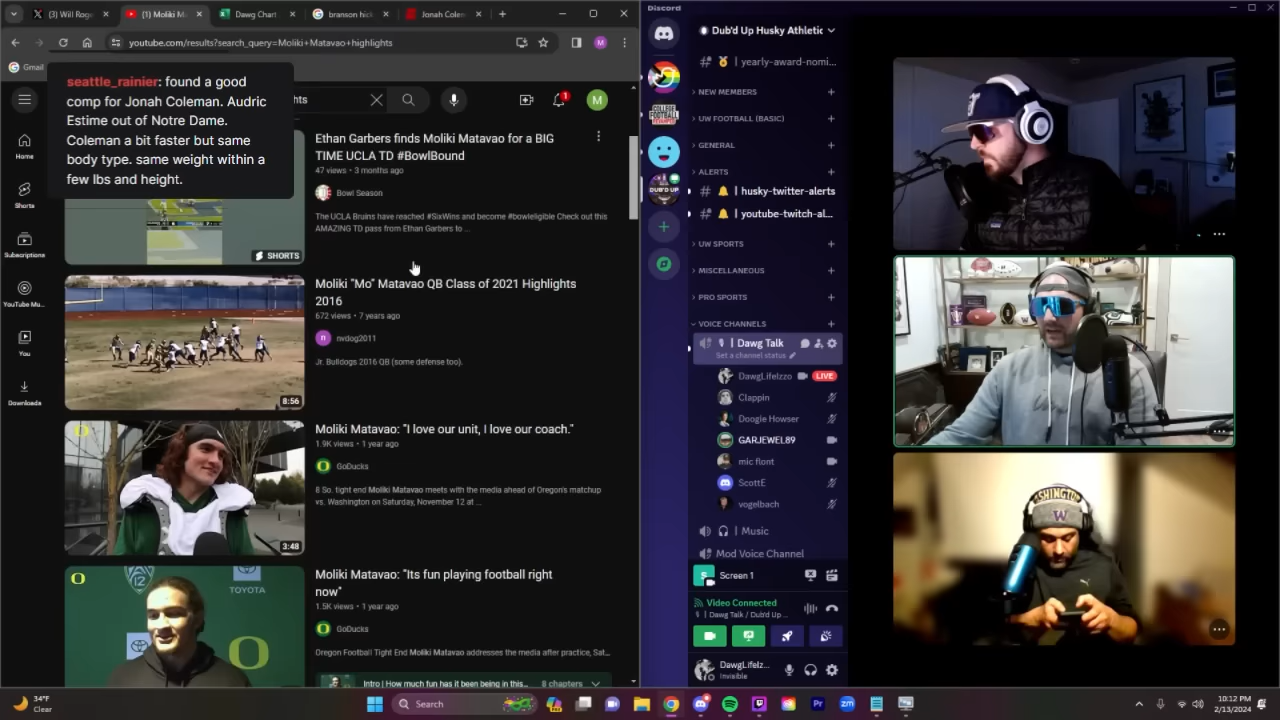 (3) Will Rog
(1) Moliki M
Dawg Chart
branson hick
Jonah Colem
youtube.com/results?search_query=Moliki+Matavao+highlights
M
Gmail
seattle_rainier: found a good
comp for Jonah Coleman. Audric
Estime out of Notre Dame.
Coleman a bit faster but same
body type. same weight within a
few lbs and height.
hts
1
M
Home
Shorts
Subscriptions
YouTube Mu...
You
Downloads
Ethan Garbers finds Moliki Matavao for a BIG
TIME UCLA TD #BowlBound
47 views • 3 months ago
Bowl Season
The UCLA Bruins have reached #SixWins and become #bowleligible Check out this
AMAZING TD pass from Ethan Garbers to ...
SHORTS
Moliki "Mo" Matavao QB Class of 2021 Highlights
2016
672 views • 7 years ago
n
nvdog2011
Jr. Bulldogs 2016 QB (some defense too).
8:56
Moliki Matavao: "I love our unit, I love our coach."
1.9K views • 1 year ago
GoDucks
8 So. tight end Moliki Matavao meets with the media ahead of Oregon's matchup
vs. Washington on Saturday, November 12 at ...
3:48
Moliki Matavao: "Its fun playing football right
now"
1.5K views • 1 year ago
GoDucks
Oregon Football Tight End Moliki Matavao addresses the media after practice, Sat...
Intro | How much fun has it been being in this...
8 chapters
TOYOTA
Discord
Dub'd Up Husky Athletic
yearly-award-nomi...
NEW MEMBERS
UW FOOTBALL (BASIC)
GENERAL
ALERTS
husky-twitter-alerts
youtube-twitch-al...
UW SPORTS
MISCELLANEOUS
PRO SPORTS
VOICE CHANNELS
Dawg Talk
Set a channel status
DawgLifeIzzo
LIVE
Clappin
Doogie Howser
GARJEWEL89
mic flont
ScottE
vogelbach
Music
Mod Voice Channel
Screen 1
Video Connected
Dawg Talk / Dub'd Up...
DawgLifeIz...
Invisible
WASHINGTON
W
34°F
Clear
Search
10:12 PM
2/13/2024